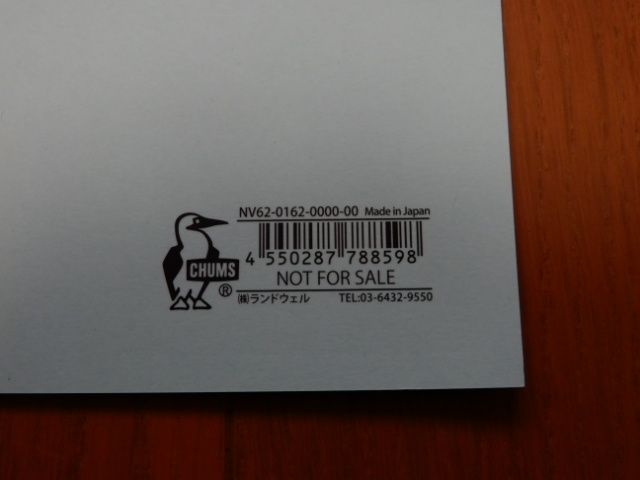 NV62-0162-0000-00 Made in Japan
4 550287 788598
CHUMS
®
NOT FOR SALE
㈱ランドウェル TEL:03-6432-9550